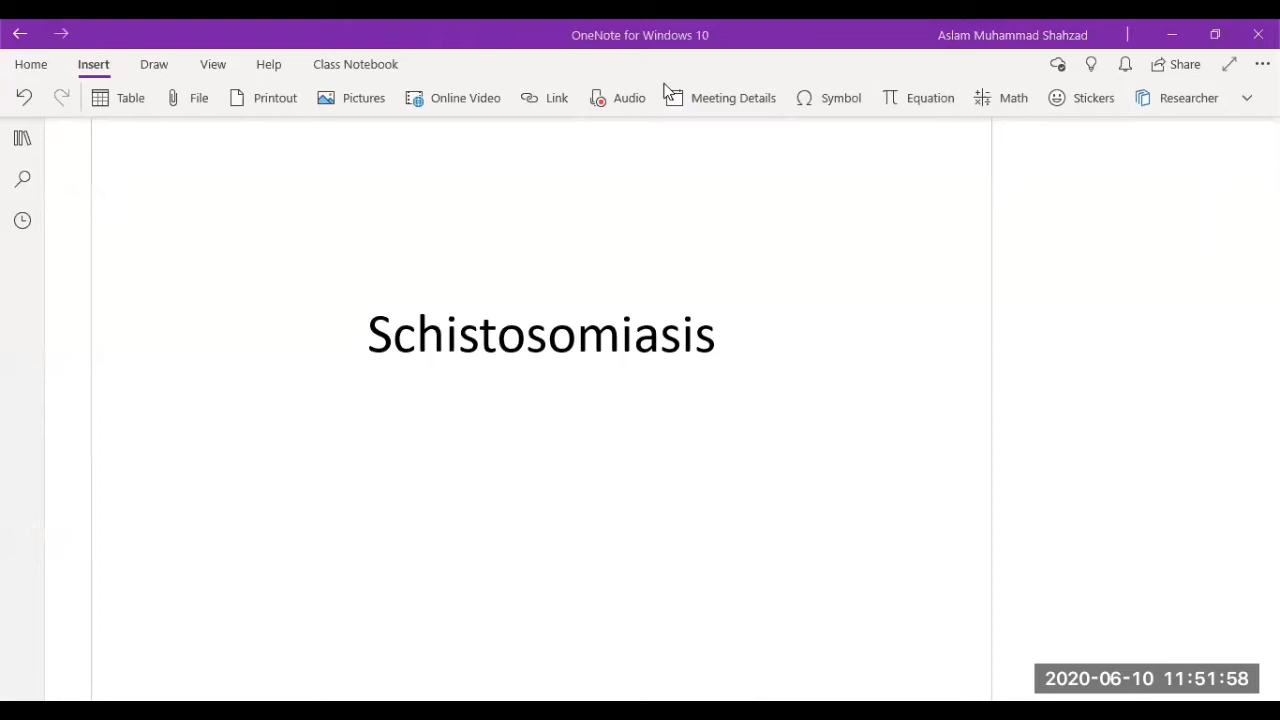 OneNote for Windows 10
Aslam Muhammad Shahzad
Home Insert Draw View Help Class Notebook Share
Table File Printout Pictures Online Video Link Audio Meeting Details Symbol Equation Math Stickers Researcher
Schistosomiasis
2020-06-10 11:51:58